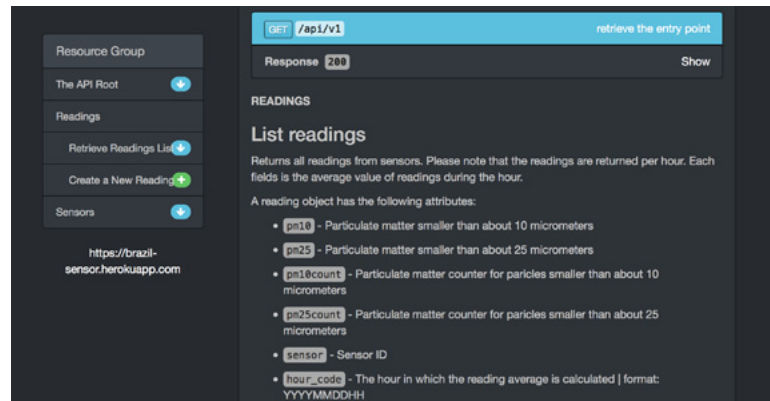 Resource Group
The API Root
Readings
Retrieve Readings Lis
Create a New Reading
Sensors
https://brazil-
sensor.herokuapp.com
GET /api/v1 retrieve the entry point
Response 200 Show
READINGS
List readings
Returns all readings from sensors. Please note that the readings are returned per hour. Each
fields is the average value of readings during the hour.
A reading object has the following attributes:
• pm10 - Particulate matter smaller than about 10 micrometers
• pm25 - Particulate matter smaller than about 25 micrometers
• pm10count - Particulate matter counter for paricles smaller than about 10
micrometers
• pm25count - Particulate matter counter for paricles smaller than about 25
micrometers
• sensor - Sensor ID
• hour_code - The hour in which the reading average is calculated | format:
YYYYMMDDHH